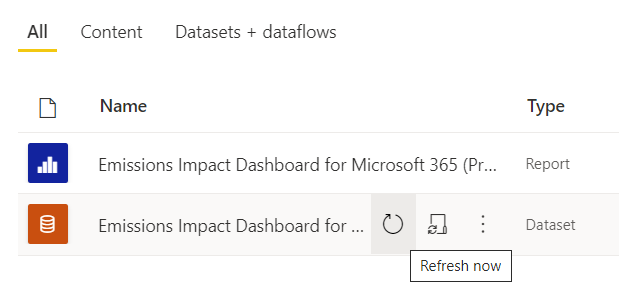 All Content Datasets + dataflows
Name Type
Emissions Impact Dashboard for Microsoft 365 (Pr... Report
Emissions Impact Dashboard for ... Dataset
Refresh now